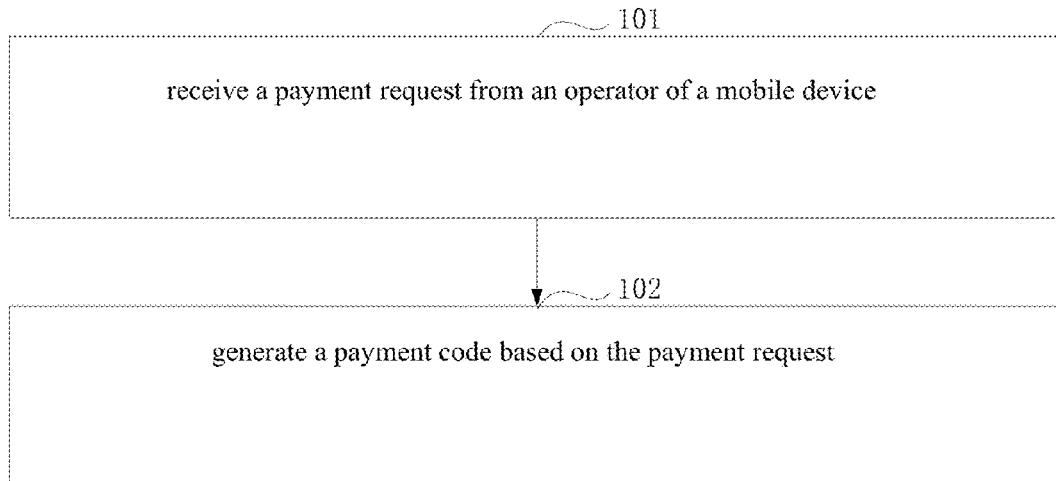 101
receive a payment request from an operator of a mobile device
102
generate a payment code based on the payment request